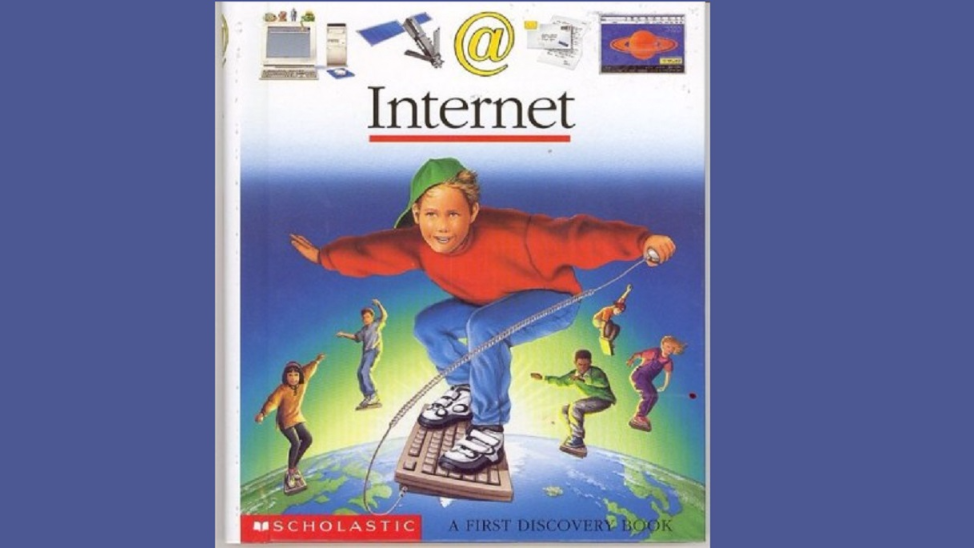 @
Internet
SCHOLASTIC
A FIRST DISCOVERY BOOK